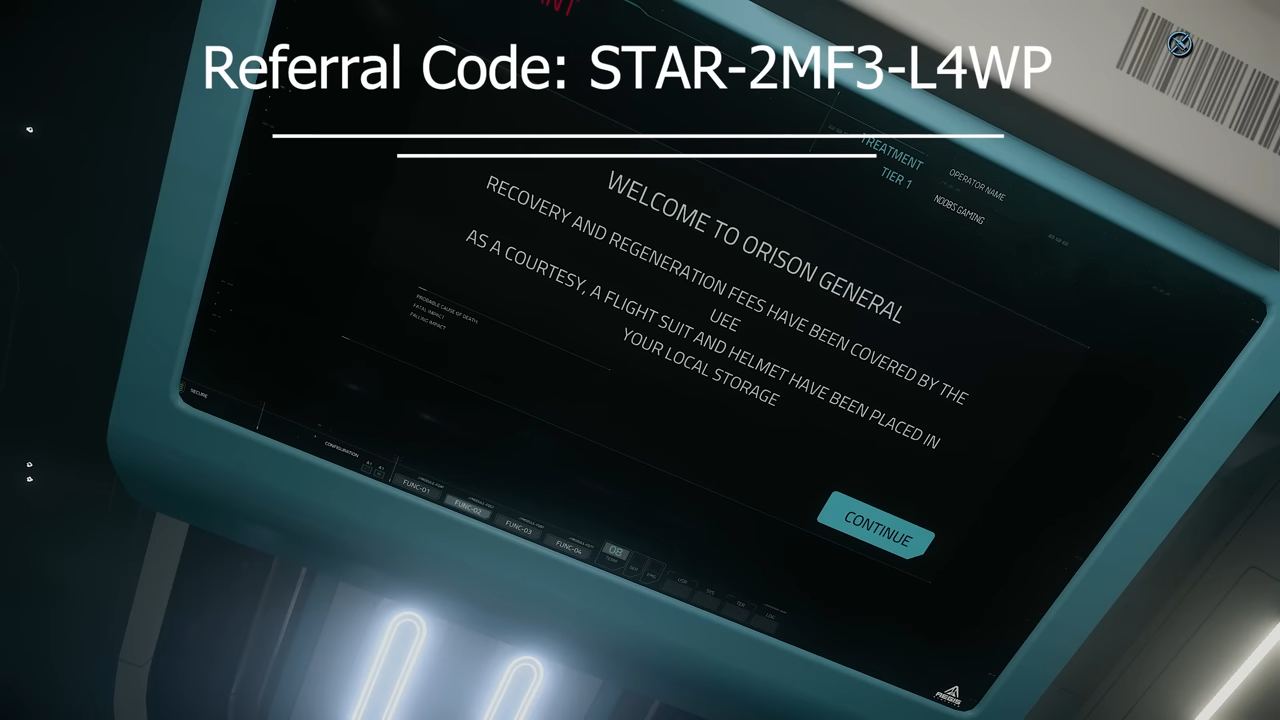 Referral Code: STAR-2MF3-L4WP
TREATMENT
TIER 1
OPERATOR NAME
NOOBS GAMING
WELCOME TO ORISON GENERAL
RECOVERY AND REGENERATION FEES HAVE BEEN COVERED BY THE
UEE
AS A COURTESY, A FLIGHT SUIT AND HELMET HAVE BEEN PLACED IN
YOUR LOCAL STORAGE
PROBABLE CAUSE OF DEATH:
FATAL IMPACT
FALLING IMPACT
CONTINUE
SECURE
CONFIGURATION
FUNC-01
FUNC-02
FUNC-03
FUNC-04
08
AEGIS